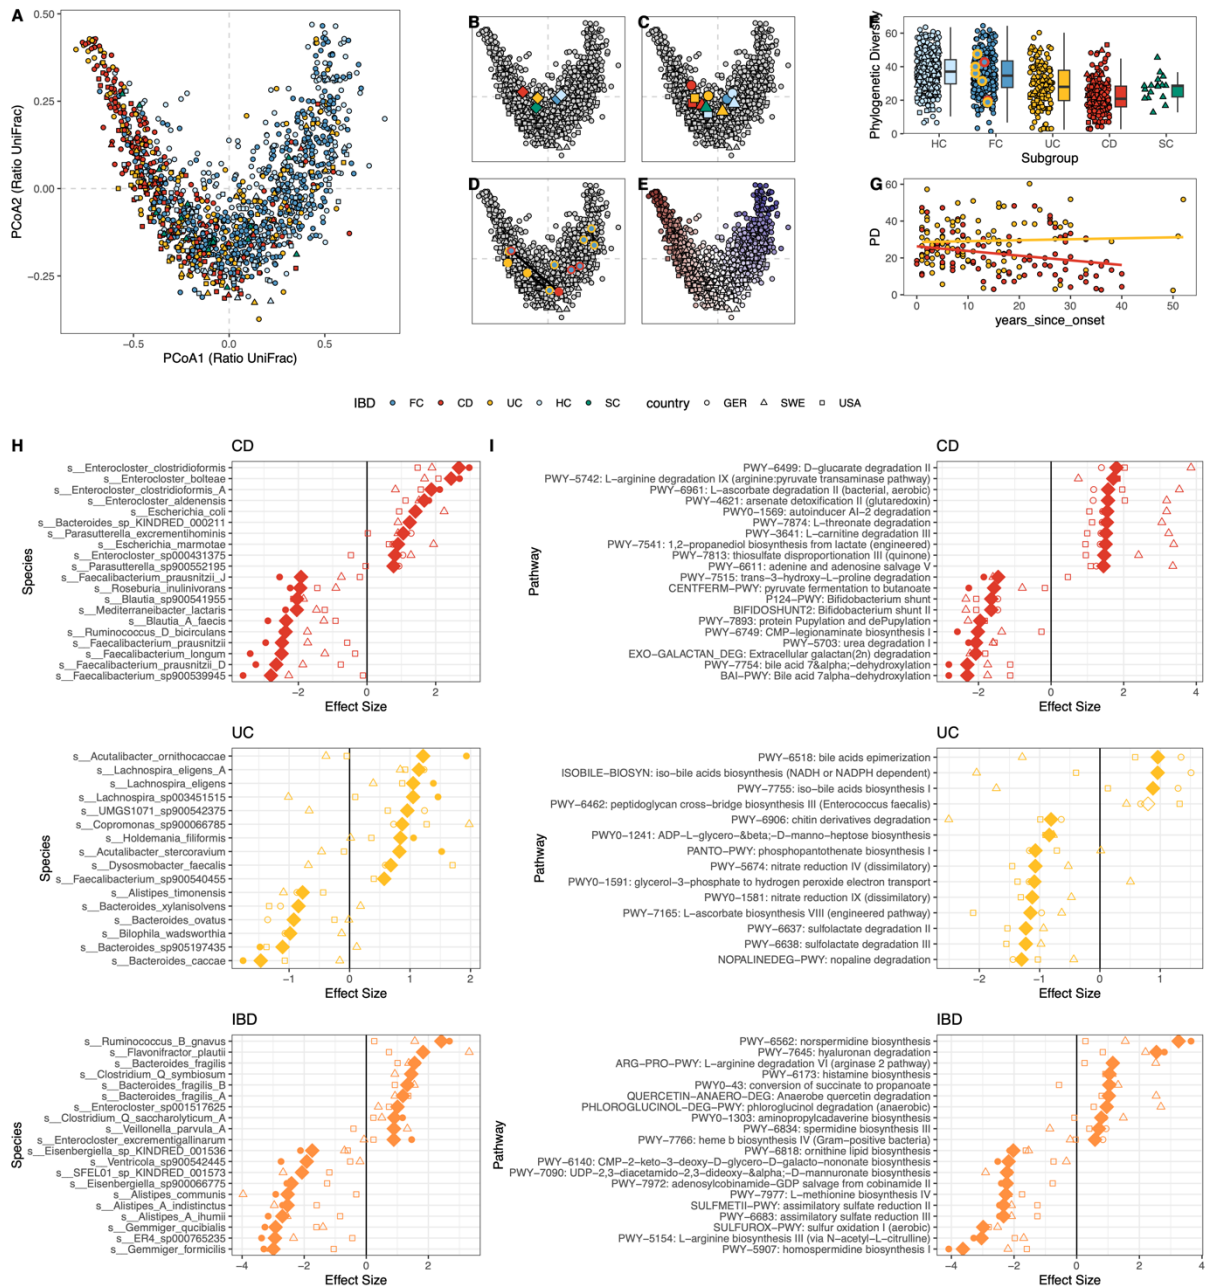 A
0.50
0.25
0.00
−0.25
PCoA2 (Ratio UniFrac)
−0.5
0.0
0.5
PCoA1 (Ratio UniFrac)
B
C
D
E
F
Phylogenetic Diversity
60
40
20
0
HC
FC
UC
CD
SC
Subgroup
G
PD
60
40
20
0
0
10
20
30
40
50
years_since_onset
IBD FC CD UC HC SC country GER SWE USA
H
CD
Species
s__Enterocloster_clostridioformis
s__Enterocloster_bolteae
s__Enterocloster_clostridioformis_A
s__Enterocloster_aldenensis
s__Escherichia_coli
s__Bacteroides_sp_KINDRED_000211
s__Parasutterella_excrementihominis
s__Escherichia_marmotae
s__Enterocloster_sp000431375
s__Parasutterella_sp900552195
s__Faecalibacterium_prausnitzii_J
s__Roseburia_inulinivorans
s__Blautia_sp900541955
s__Mediterraneibacter_lactaris
s__Blautia_A_faecis
s__Ruminococcus_D_bicirculans
s__Faecalibacterium_prausnitzii
s__Faecalibacterium_longum
s__Faecalibacterium_prausnitzii_D
s__Faecalibacterium_sp900539945
−2
0
2
Effect Size
UC
Species
s__Acutalibacter_ornithocaccae
s__Lachnospira_eligens_A
s__Lachnospira_eligens
s__Lachnospira_sp003451515
s__UMGS1071_sp900542375
s__Copromonas_sp900066785
s__Holdemania_filiformis
s__Acutalibacter_stercoravium
s__Dysosmobacter_faecalis
s__Faecalibacterium_sp900540455
s__Alistipes_timonensis
s__Bacteroides_xylanisolvens
s__Bacteroides_ovatus
s__Bilophila_wadsworthia
s__Bacteroides_sp905197435
s__Bacteroides_caccae
−1
0
1
2
Effect Size
IBD
Species
s__Ruminococcus_B_gnavus
s__Flavonifractor_plautii
s__Bacteroides_fragilis
s__Clostridium_Q_symbiosum
s__Bacteroides_fragilis_B
s__Bacteroides_fragilis_A
s__Enterocloster_sp001517625
s__Clostridium_Q_saccharolyticum_A
s__Veillonella_parvula_A
s__Enterocloster_excrementigallinarum
s__Eisenbergiella_sp_KINDRED_001536
s__Ventricola_sp900542445
s__SFEL01_sp_KINDRED_001573
s__Eisenbergiella_sp900066775
s__Alistipes_communis
s__Alistipes_A_indistinctus
s__Alistipes_A_ihumii
s__Gemmiger_qucibialis
s__ER4_sp000765235
s__Gemmiger_formicilis
−4
−2
0
2
4
Effect Size
I
CD
Pathway
PWY-6499: D-glucarate degradation II
PWY-5742: L-arginine degradation IX (arginine:pyruvate transaminase pathway)
PWY-6961: L-ascorbate degradation II (bacterial, aerobic)
PWY-4621: arsenate detoxification II (glutaredoxin)
PWY0-1569: autoinducer AI-2 degradation
PWY-7874: L-threonate degradation
PWY-3641: L-carnitine degradation III
PWY-7541: 1,2-propanediol biosynthesis from lactate (engineered)
PWY-7813: thiosulfate disproportionation III (quinone)
PWY-6611: adenine and adenosine salvage V
PWY-7515: trans-3-hydroxy-L-proline degradation
CENTFERM-PWY: pyruvate fermentation to butanoate
P124-PWY: Bifidobacterium shunt
BIFIDOSHUNT2: Bifidobacterium shunt II
PWY-7893: protein Pupylation and dePupylation
PWY-6749: CMP-legionaminate biosynthesis I
PWY-5703: urea degradation I
EXO-GALACTAN_DEG: Extracellular galactan(2n) degradation
PWY-7754: bile acid 7&alpha;-dehydroxylation
BAI-PWY: Bile acid 7alpha-dehydroxylation
−2
0
2
4
Effect Size
UC
Pathway
PWY-6518: bile acids epimerization
ISOBILE-BIOSYN: iso-bile acids biosynthesis (NADH or NADPH dependent)
PWY-7755: iso-bile acids biosynthesis I
PWY-6462: peptidoglycan cross-bridge biosynthesis III (Enterococcus faecalis)
PWY-6906: chitin derivatives degradation
PWY0-1241: ADP-L-glycero-&beta;-D-manno-heptose biosynthesis
PANTO-PWY: phosphopantothenate biosynthesis I
PWY-5674: nitrate reduction IV (dissimilatory)
PWY0-1591: glycerol-3-phosphate to hydrogen peroxide electron transport
PWY0-1581: nitrate reduction IX (dissimilatory)
PWY-7165: L-ascorbate biosynthesis VIII (engineered pathway)
PWY-6637: sulfolactate degradation II
PWY-6638: sulfolactate degradation III
NOPALINEDEG-PWY: nopaline degradation
−2
−1
0
1
Effect Size
IBD
Pathway
PWY-6562: norspermidine biosynthesis
PWY-7645: hyaluronan degradation
ARG-PRO-PWY: L-arginine degradation VI (arginase 2 pathway)
PWY-6173: histamine biosynthesis
PWY0-43: conversion of succinate to propanoate
QUERCETIN-ANAERO-DEG: Anaerobe quercetin degradation
PHLOROGLUCINOL-DEG-PWY: phloroglucinol degradation (anaerobic)
PWY0-1303: aminopropylcadaverine biosynthesis
PWY-6834: spermidine biosynthesis III
PWY-7766: heme b biosynthesis IV (Gram-positive bacteria)
PWY-6818: ornithine lipid biosynthesis
PWY-6140: CMP-2-keto-3-deoxy-D-glycero-D-galacto-nononate biosynthesis
PWY-7090: UDP-2,3-diacetamido-2,3-dideoxy-&alpha;-D-mannuronate biosynthesis
PWY-7972: adenosylcobinamide-GDP salvage from cobinamide II
PWY-7977: L-methionine biosynthesis IV
SULFMETII-PWY: assimilatory sulfate reduction II
PWY-6683: assimilatory sulfate reduction III
SULFUROX-PWY: sulfur oxidation I (aerobic)
PWY-5154: L-arginine biosynthesis III (via N-acetyl-L-citrulline)
PWY-5907: homospermidine biosynthesis I
−4
−2
0
2
4
Effect Size